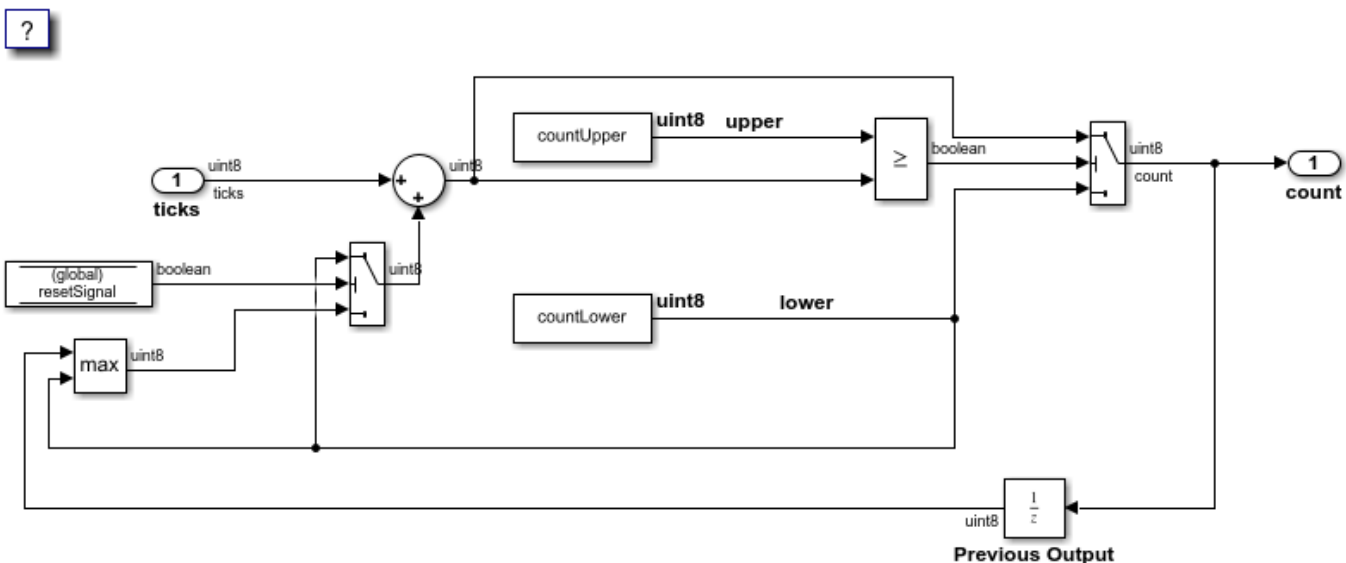 ?
uint8 upper
countUpper
uint8
boolean
uint8
≥
1
uint8
1
ticks
count
ticks
count
(global)
resetSignal
boolean
uint8
uint8 lower
countLower
max
uint8
1
z
uint8
Previous Output
+
+